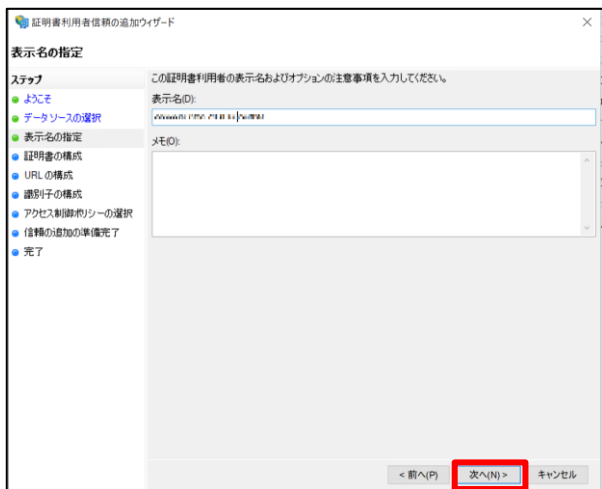 証明書利用者信頼の追加ウィザード
表示名の指定
ステップ
ようこそ
データソースの選択
表示名の指定
証明書の構成
URL の構成
識別子の構成
アクセス制御ポリシーの選択
信頼の追加の準備完了
完了
この証明書利用者の表示名およびオプションの注意事項を入力してください。
表示名(D):
メモ(O):
< 前へ(P)
次へ(N) >
キャンセル